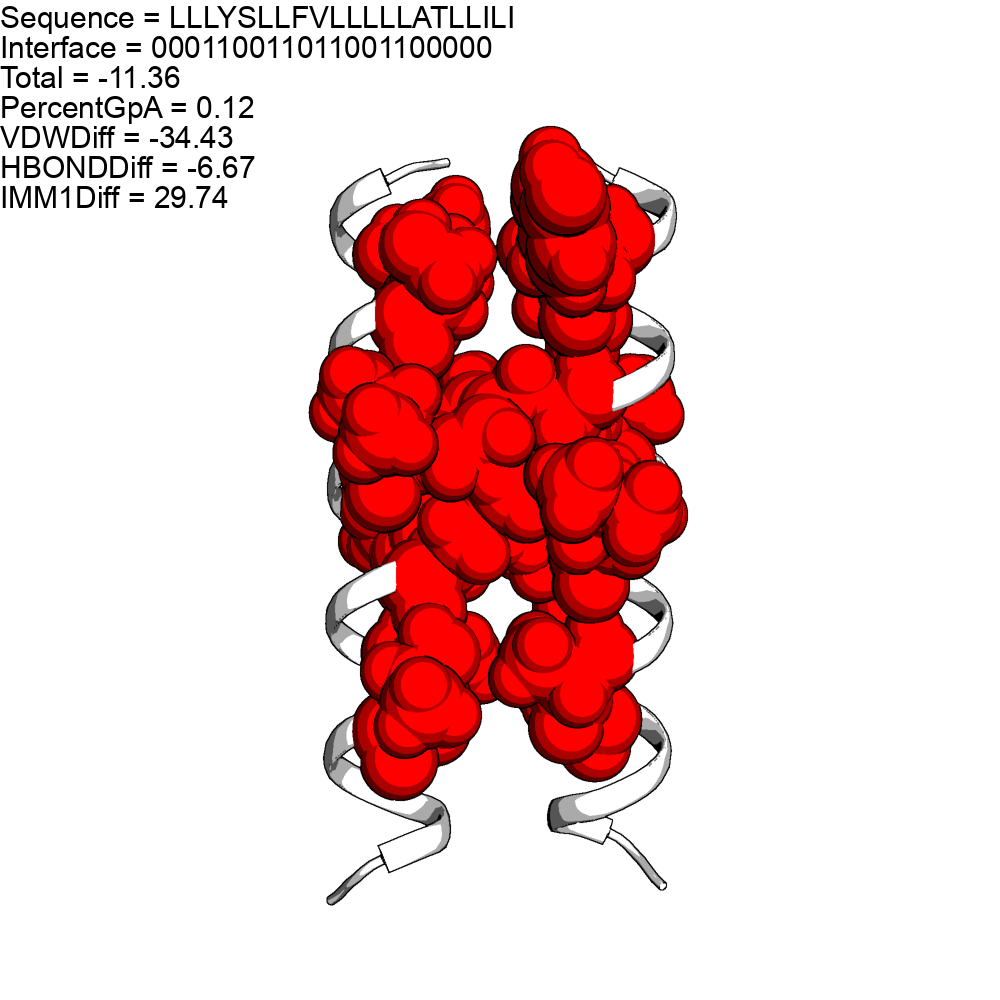 Sequence = LLLYSLLFVLLLLLATLLILI
Interface = 000110011011001100000
Total = -11.36
PercentGpA = 0.12
VDWDiff = -34.43
HBONDDiff = -6.67
IMM1Diff = 29.74